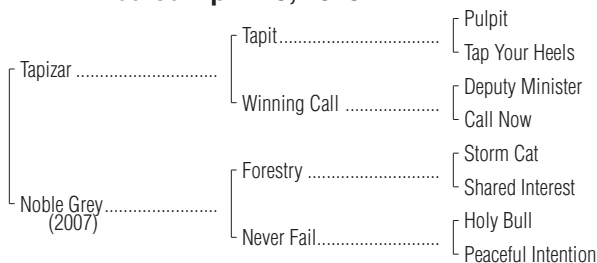 Pulpit
Tapit
Tap Your Heels
Tapizar
Deputy Minister
Winning Call
Call Now
Storm Cat
Forestry
Shared Interest
Noble Grey
(2007)
Holy Bull
Never Fail
Peaceful Intention